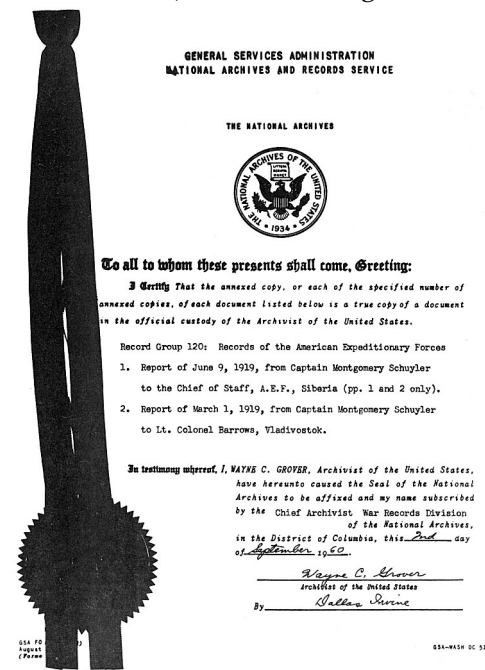 GENERAL SERVICES ADMINISTRATION
NATIONAL ARCHIVES AND RECORDS SERVICE
THE NATIONAL ARCHIVES
THE NATIONAL ARCHIVES OF THE UNITED STATES
LITTERA SCRIPTA MANET
• 1934 •
To all to whom these presents shall come, Greeting:
I Certify That the annexed copy, or each of the specified number of
annexed copies, of each document listed below is a true copy of a document
in the official custody of the Archivist of the United States.
Record Group 120: Records of the American Expeditionary Forces
1. Report of June 9, 1919, from Captain Montgomery Schuyler
to the Chief of Staff, A.E.F., Siberia (pp. 1 and 2 only).
2. Report of March 1, 1919, from Captain Montgomery Schuyler
to Lt. Colonel Barrows, Vladivostok.
In testimony whereof, I, WAYNE C. GROVER, Archivist of the United States,
have hereunto caused the Seal of the National
Archives to be affixed and my name subscribed
by the Chief Archivist War Records Division
of the National Archives,
in the District of Columbia, this 2nd day
of September 1960.
Wayne C. Grover
Archivist of the United States
By Dallas Irvine
GSA FO
August
(Forme
GSA-WASH DC